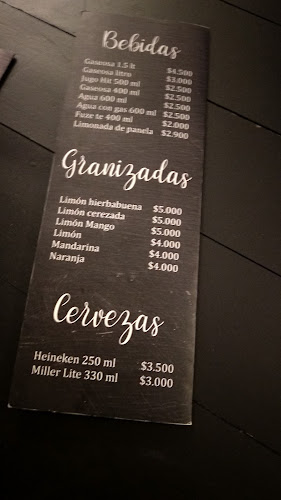 Bebidas
Gaseosa 1.5 lt $4.500
Gaseosa litro $3.000
Jugo Hit 500 ml $2.500
Gaseosa 400 ml $2.500
Agua 600 ml $2.500
Agua con gas 600 ml $2.500
Fuze te 400 ml $2.000
Limonada de panela $2.900
Granizadas
Limón hierbabuena $5.000
Limón cerezada $5.000
Limón Mango $5.000
Limón $4.000
Mandarina $4.000
Naranja $4.000
Cervezas
Heineken 250 ml $3.500
Miller Lite 330 ml $3.000